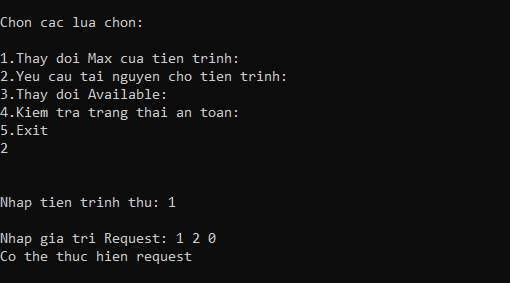 Chon cac lua chon:
1.Thay doi Max cua tien trinh:
2.Yeu cau tai nguyen cho tien trinh:
3.Thay doi Available:
4.Kiem tra trang thai an toan:
5.Exit
2
Nhap tien trinh thu: 1
Nhap gia tri Request: 1 2 0
Co the thuc hien request